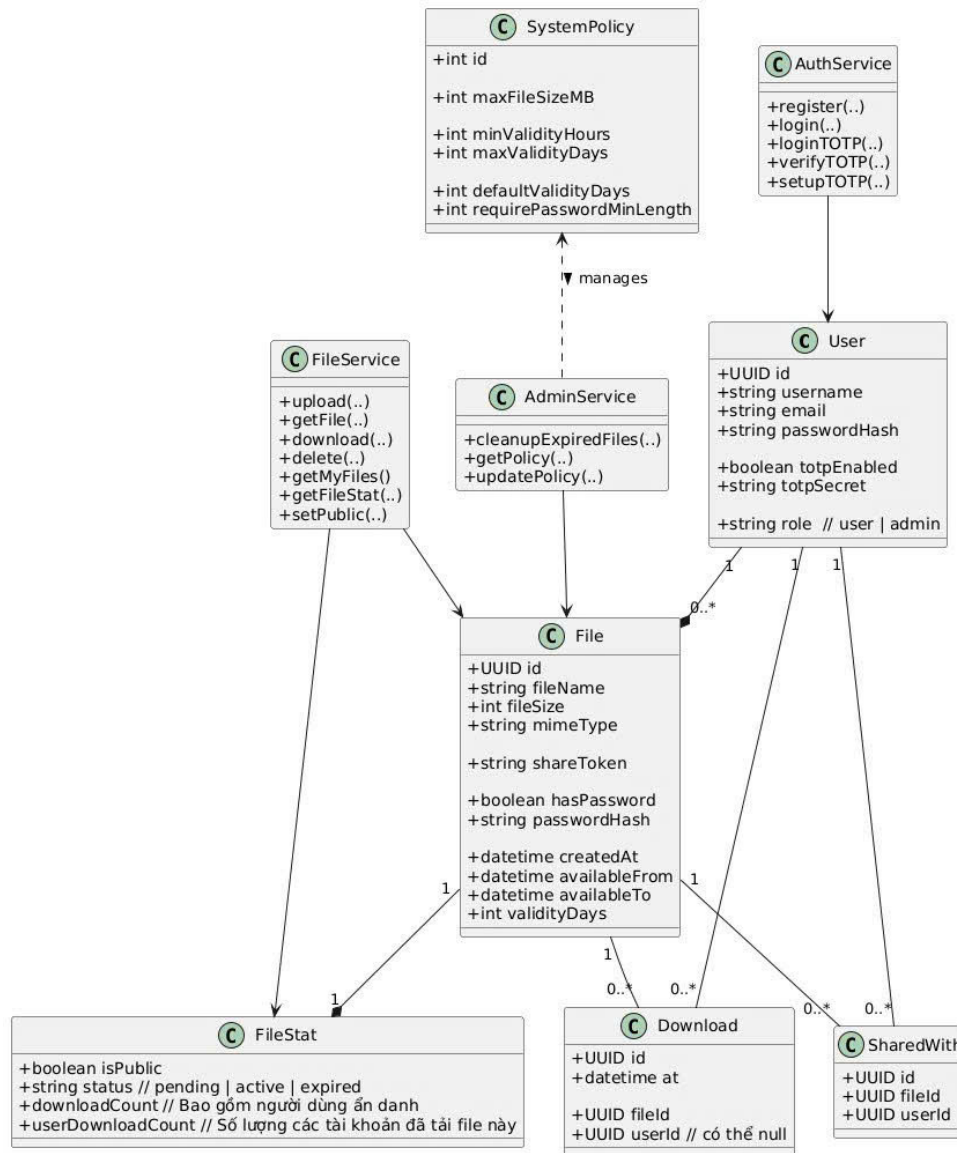 C SystemPolicy
+int id
+int maxFileSizeMB
+int minValidityHours
+int maxValidityDays
+int defaultValidityDays
+int requirePasswordMinLength
C AuthService
+register(..)
+login(..)
+loginTOTP(..)
+verifyTOTP(..)
+setupTOTP(..)
manages
C FileService
+upload(..)
+getFile(..)
+download(..)
+delete(..)
+getMyFiles()
+getFileStat(..)
+setPublic(..)
C AdminService
+cleanupExpiredFiles(..)
+getPolicy(..)
+updatePolicy(..)
C User
+UUID id
+string username
+string email
+string passwordHash
+boolean totpEnabled
+string totpSecret
+string role // user | admin
1
1
1
0..*
C File
+UUID id
+string fileName
+int fileSize
+string mimeType
+string shareToken
+boolean hasPassword
+string passwordHash
+datetime createdAt
+datetime availableFrom
+datetime availableTo
+int validityDays
1
1
1
1
0..*
0..*
0..*
0..*
C FileStat
+boolean isPublic
+string status // pending | active | expired
+downloadCount // Bao gồm người dùng ẩn danh
+userDownloadCount // Số lượng các tài khoản đã tải file này
C Download
+UUID id
+datetime at
+UUID fileId
+UUID userId // có thể null
C SharedWith
+UUID id
+UUID fileId
+UUID userId